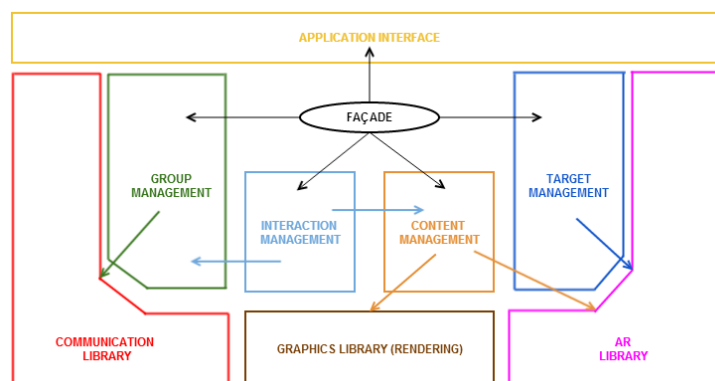 APPLICATION INTERFACE
FAÇADE
GROUP
MANAGEMENT
TARGET
MANAGEMENT
INTERACTION
MANAGEMENT
CONTENT
MANAGEMENT
COMMUNICATION
LIBRARY
GRAPHICS LIBRARY (RENDERING)
AR
LIBRARY